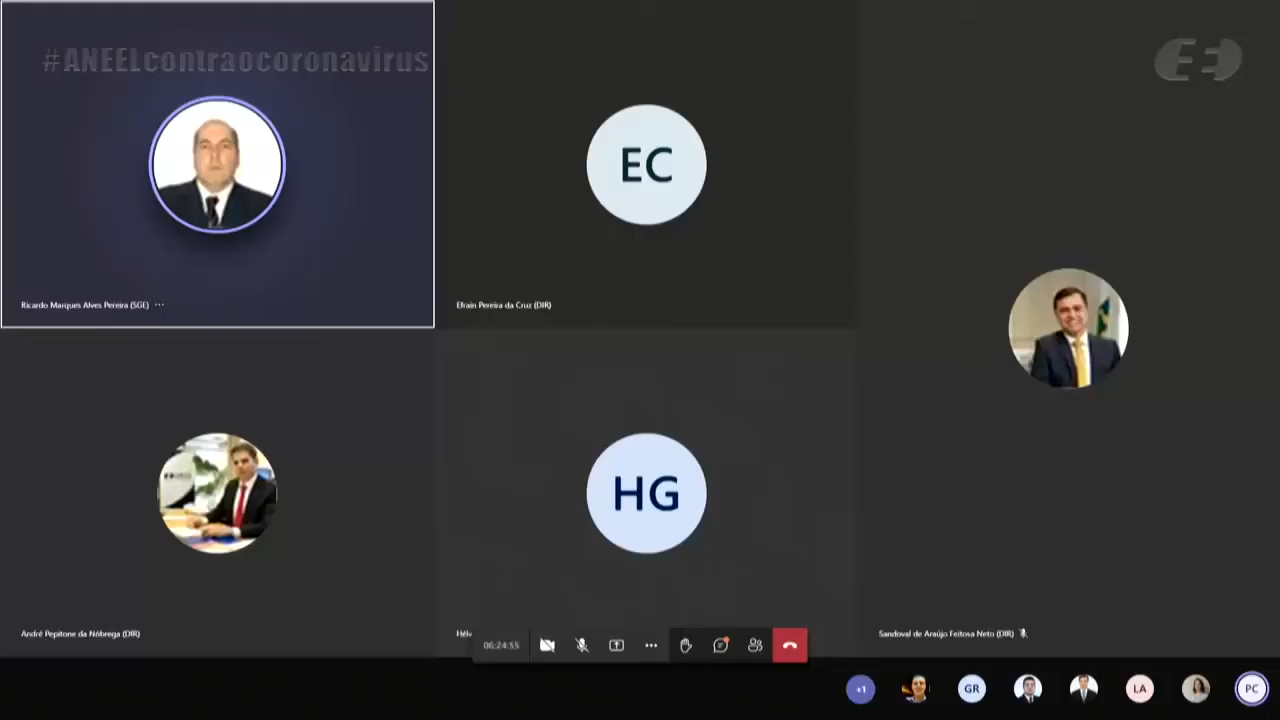 #ANEELcontraocoronavirus
EC
Ricardo Marques Alves Pereira (SGE) ···
Efrain Pereira da Cruz (DIR)
HG
André Pepitone da Nóbrega (DIR)
Sandoval de Araújo Feitosa Neto (DIR)
06:24:55
+1
GR
LA
PC